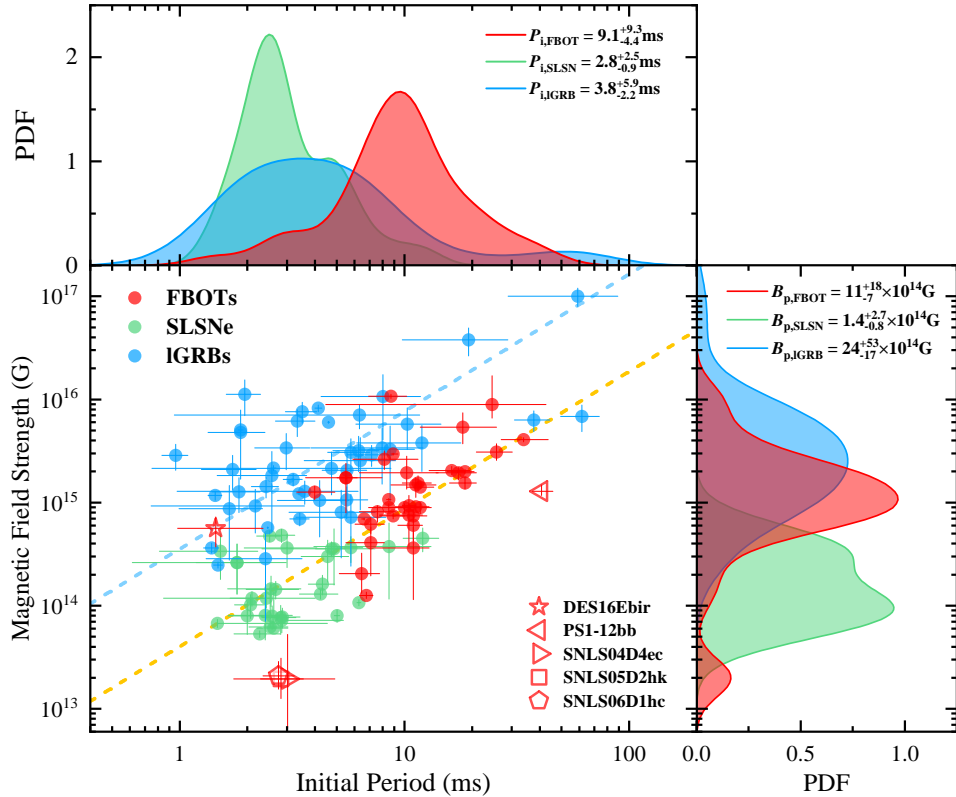 PDF
2
1
0
P_i,FBOT = 9.1^{+9.3}_{-4.4} ms
P_i,SLSN = 2.8^{+2.5}_{-0.9} ms
P_i,lGRB = 3.8^{+5.9}_{-2.2} ms
Magnetic Field Strength (G)
10^17
10^16
10^15
10^14
10^13
FBOTs
SLSNe
lGRBs
DES16Ebir
PS1-12bb
SNLS04D4ec
SNLS05D2hk
SNLS06D1hc
1
10
100
Initial Period (ms)
B_p,FBOT = 11^{+18}_{-7}×10^14 G
B_p,SLSN = 1.4^{+2.7}_{-0.8}×10^14 G
B_p,lGRB = 24^{+53}_{-17}×10^14 G
0.0
0.5
1.0
PDF